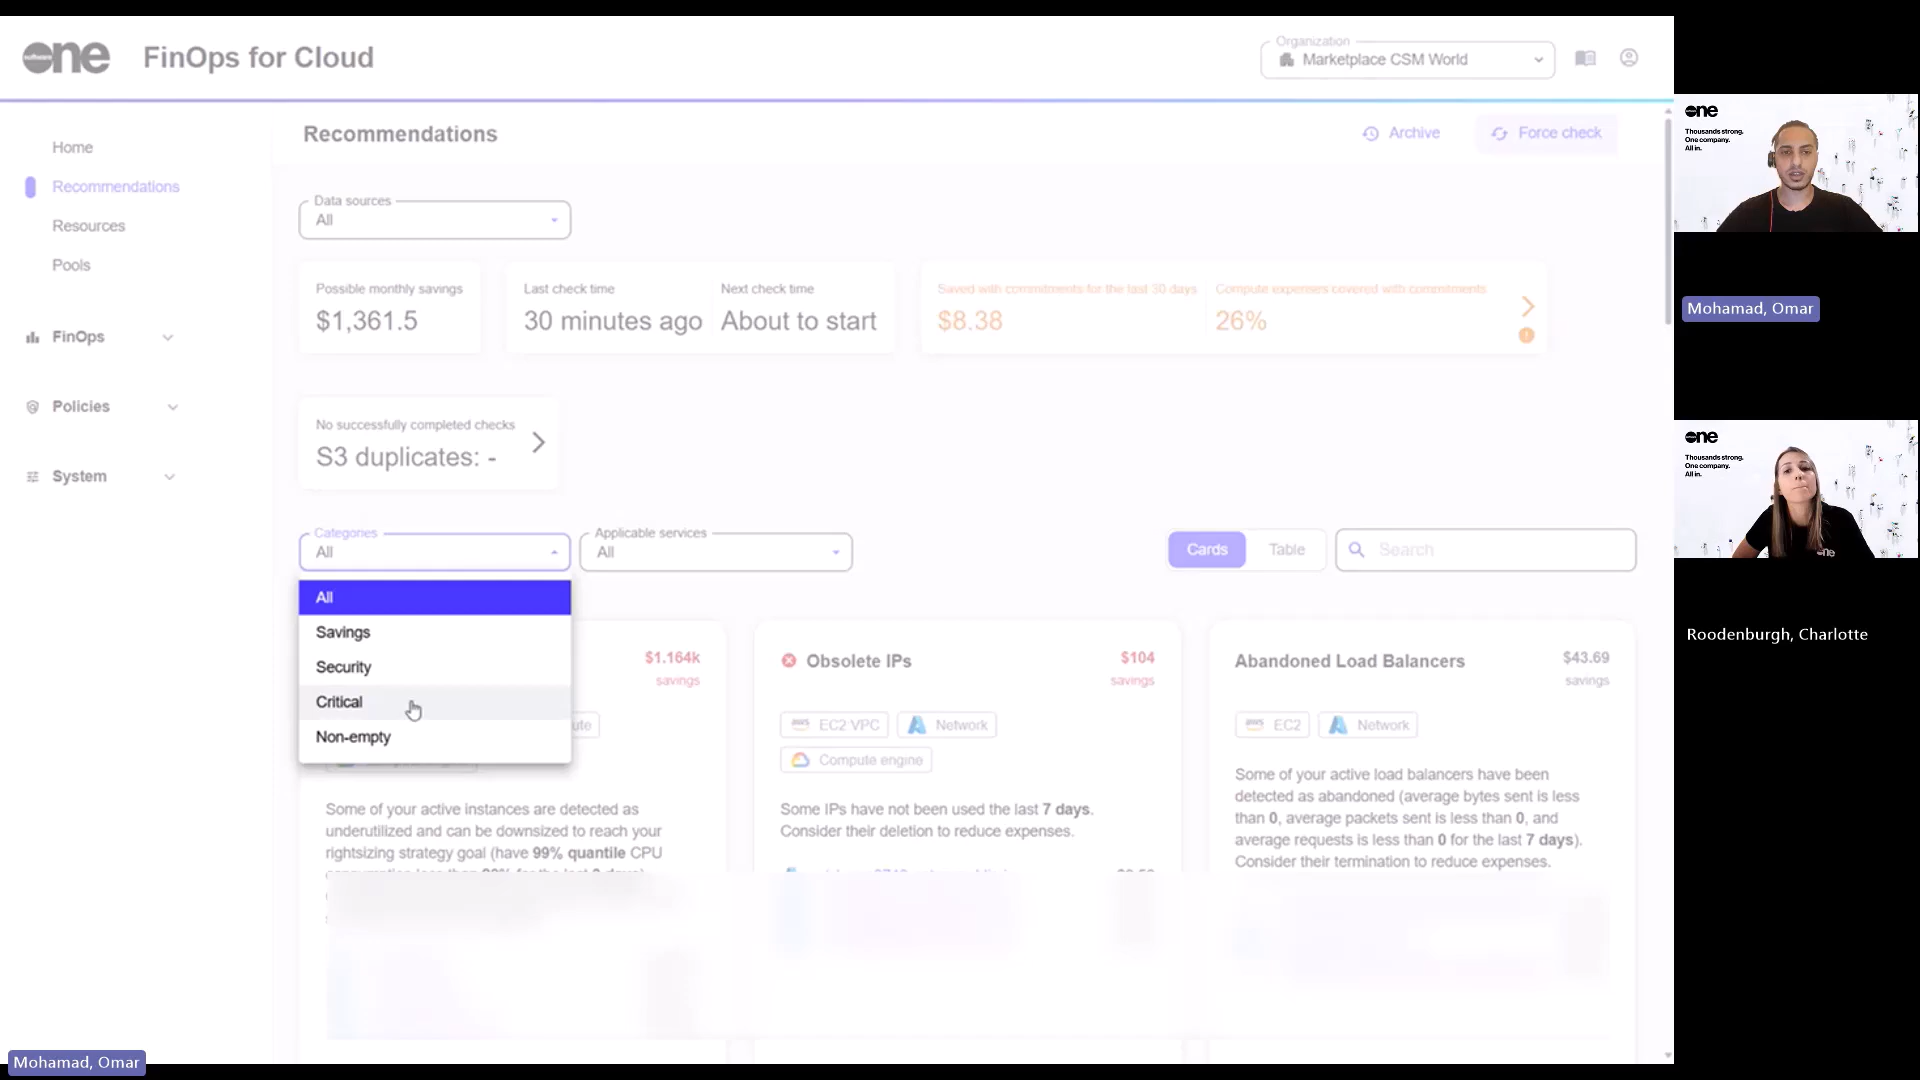 software
one
FinOps for Cloud
Organization
Marketplace CSM World
Home
Recommendations
Resources
Pools
FinOps
Policies
System
Recommendations
Archive
Force check
Data sources
All
Possible monthly savings
$1,361.5
Last check time
30 minutes ago
Next check time
About to start
Saved with commitments for the last 30 days
$8.38
Compute expenses covered with commitments
26%
No successfully completed checks
S3 duplicates: -
Categories
All
Applicable services
All
Cards
Table
Search
All
Savings
Security
Critical
Non-empty
$1.164k
savings
Some of your active instances are detected as
underutilized and can be downsized to reach your
rightsizing strategy goal (have 99% quantile CPU
Obsolete IPs
$104
savings
aws EC2 VPC
Network
Compute engine
Some IPs have not been used the last 7 days.
Consider their deletion to reduce expenses.
Abandoned Load Balancers
$43.69
savings
aws EC2
Network
Some of your active load balancers have been
detected as abandoned (average bytes sent is less
than 0, average packets sent is less than 0, and
average requests is less than 0 for the last 7 days).
Consider their termination to reduce expenses.
one
Thousands strong.
One company.
All in.
Mohamad, Omar
one
Thousands strong.
One company.
All in.
one
Roodenburgh, Charlotte
Mohamad, Omar